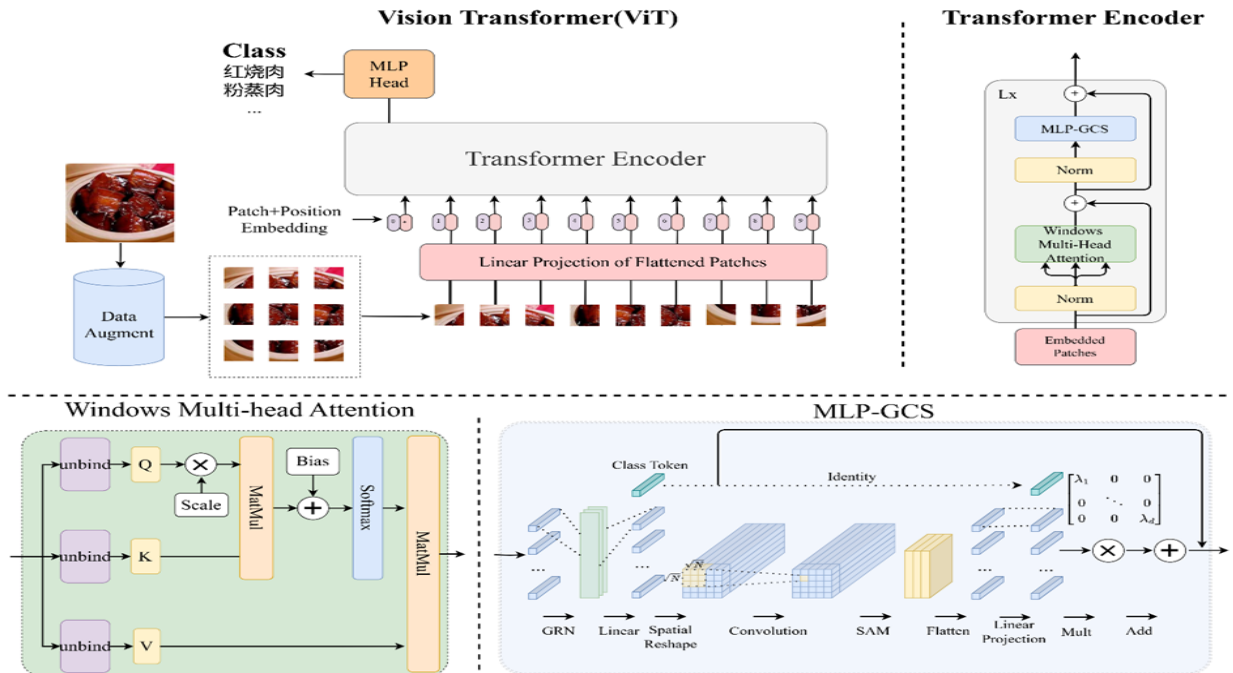 Vision Transformer(ViT)
Class
红烧肉
粉蒸肉
...
MLP
Head
Transformer Encoder
Patch+Position
Embedding
0 * 1 2 3 4 5 6 7 8 9
Linear Projection of Flattened Patches
Data
Augment
Transformer Encoder
Lx
+
MLP-GCS
Norm
+
Windows
Multi-Head
Attention
Norm
Embedded
Patches
Windows Multi-head Attention
unbind
Q
×
Scale
MatMul
Bias
+
Softmax
MatMul
unbind
K
unbind
V
MLP-GCS
Class Token
Identity
λ1 0 0
0 ⋱ 0
0 0 λd
√N
√N
...
...
...
...
× +
GRN
Linear
Spatial
Reshape
Convolution
SAM
Flatten
Linear
Projection
Mult
Add